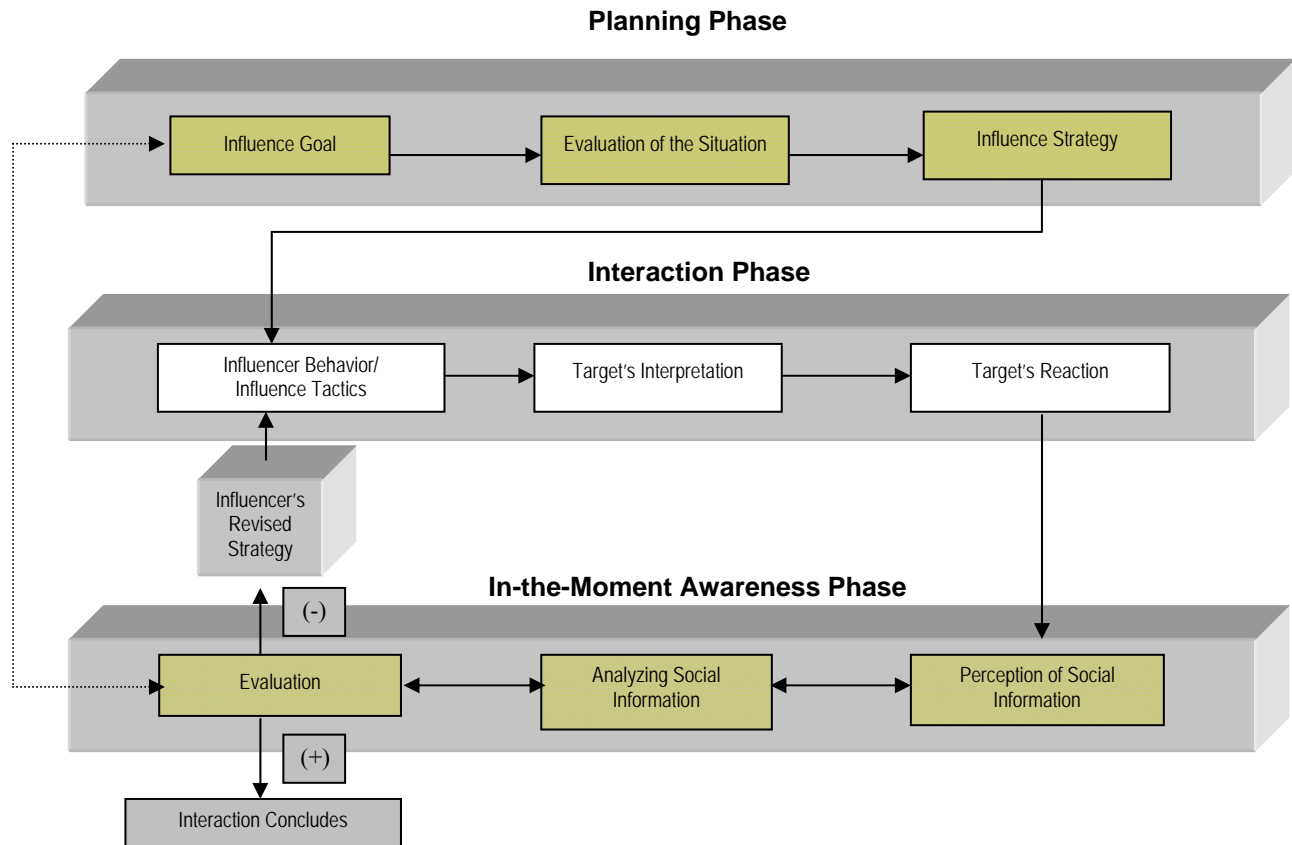 Planning Phase
Influence Goal
Evaluation of the Situation
Influence Strategy
Interaction Phase
Influencer Behavior/
Influence Tactics
Target's Interpretation
Target's Reaction
Influencer’s
Revised
Strategy
In-the-Moment Awareness Phase
(-)
Evaluation
Analyzing Social
Information
Perception of Social
Information
(+)
Interaction Concludes